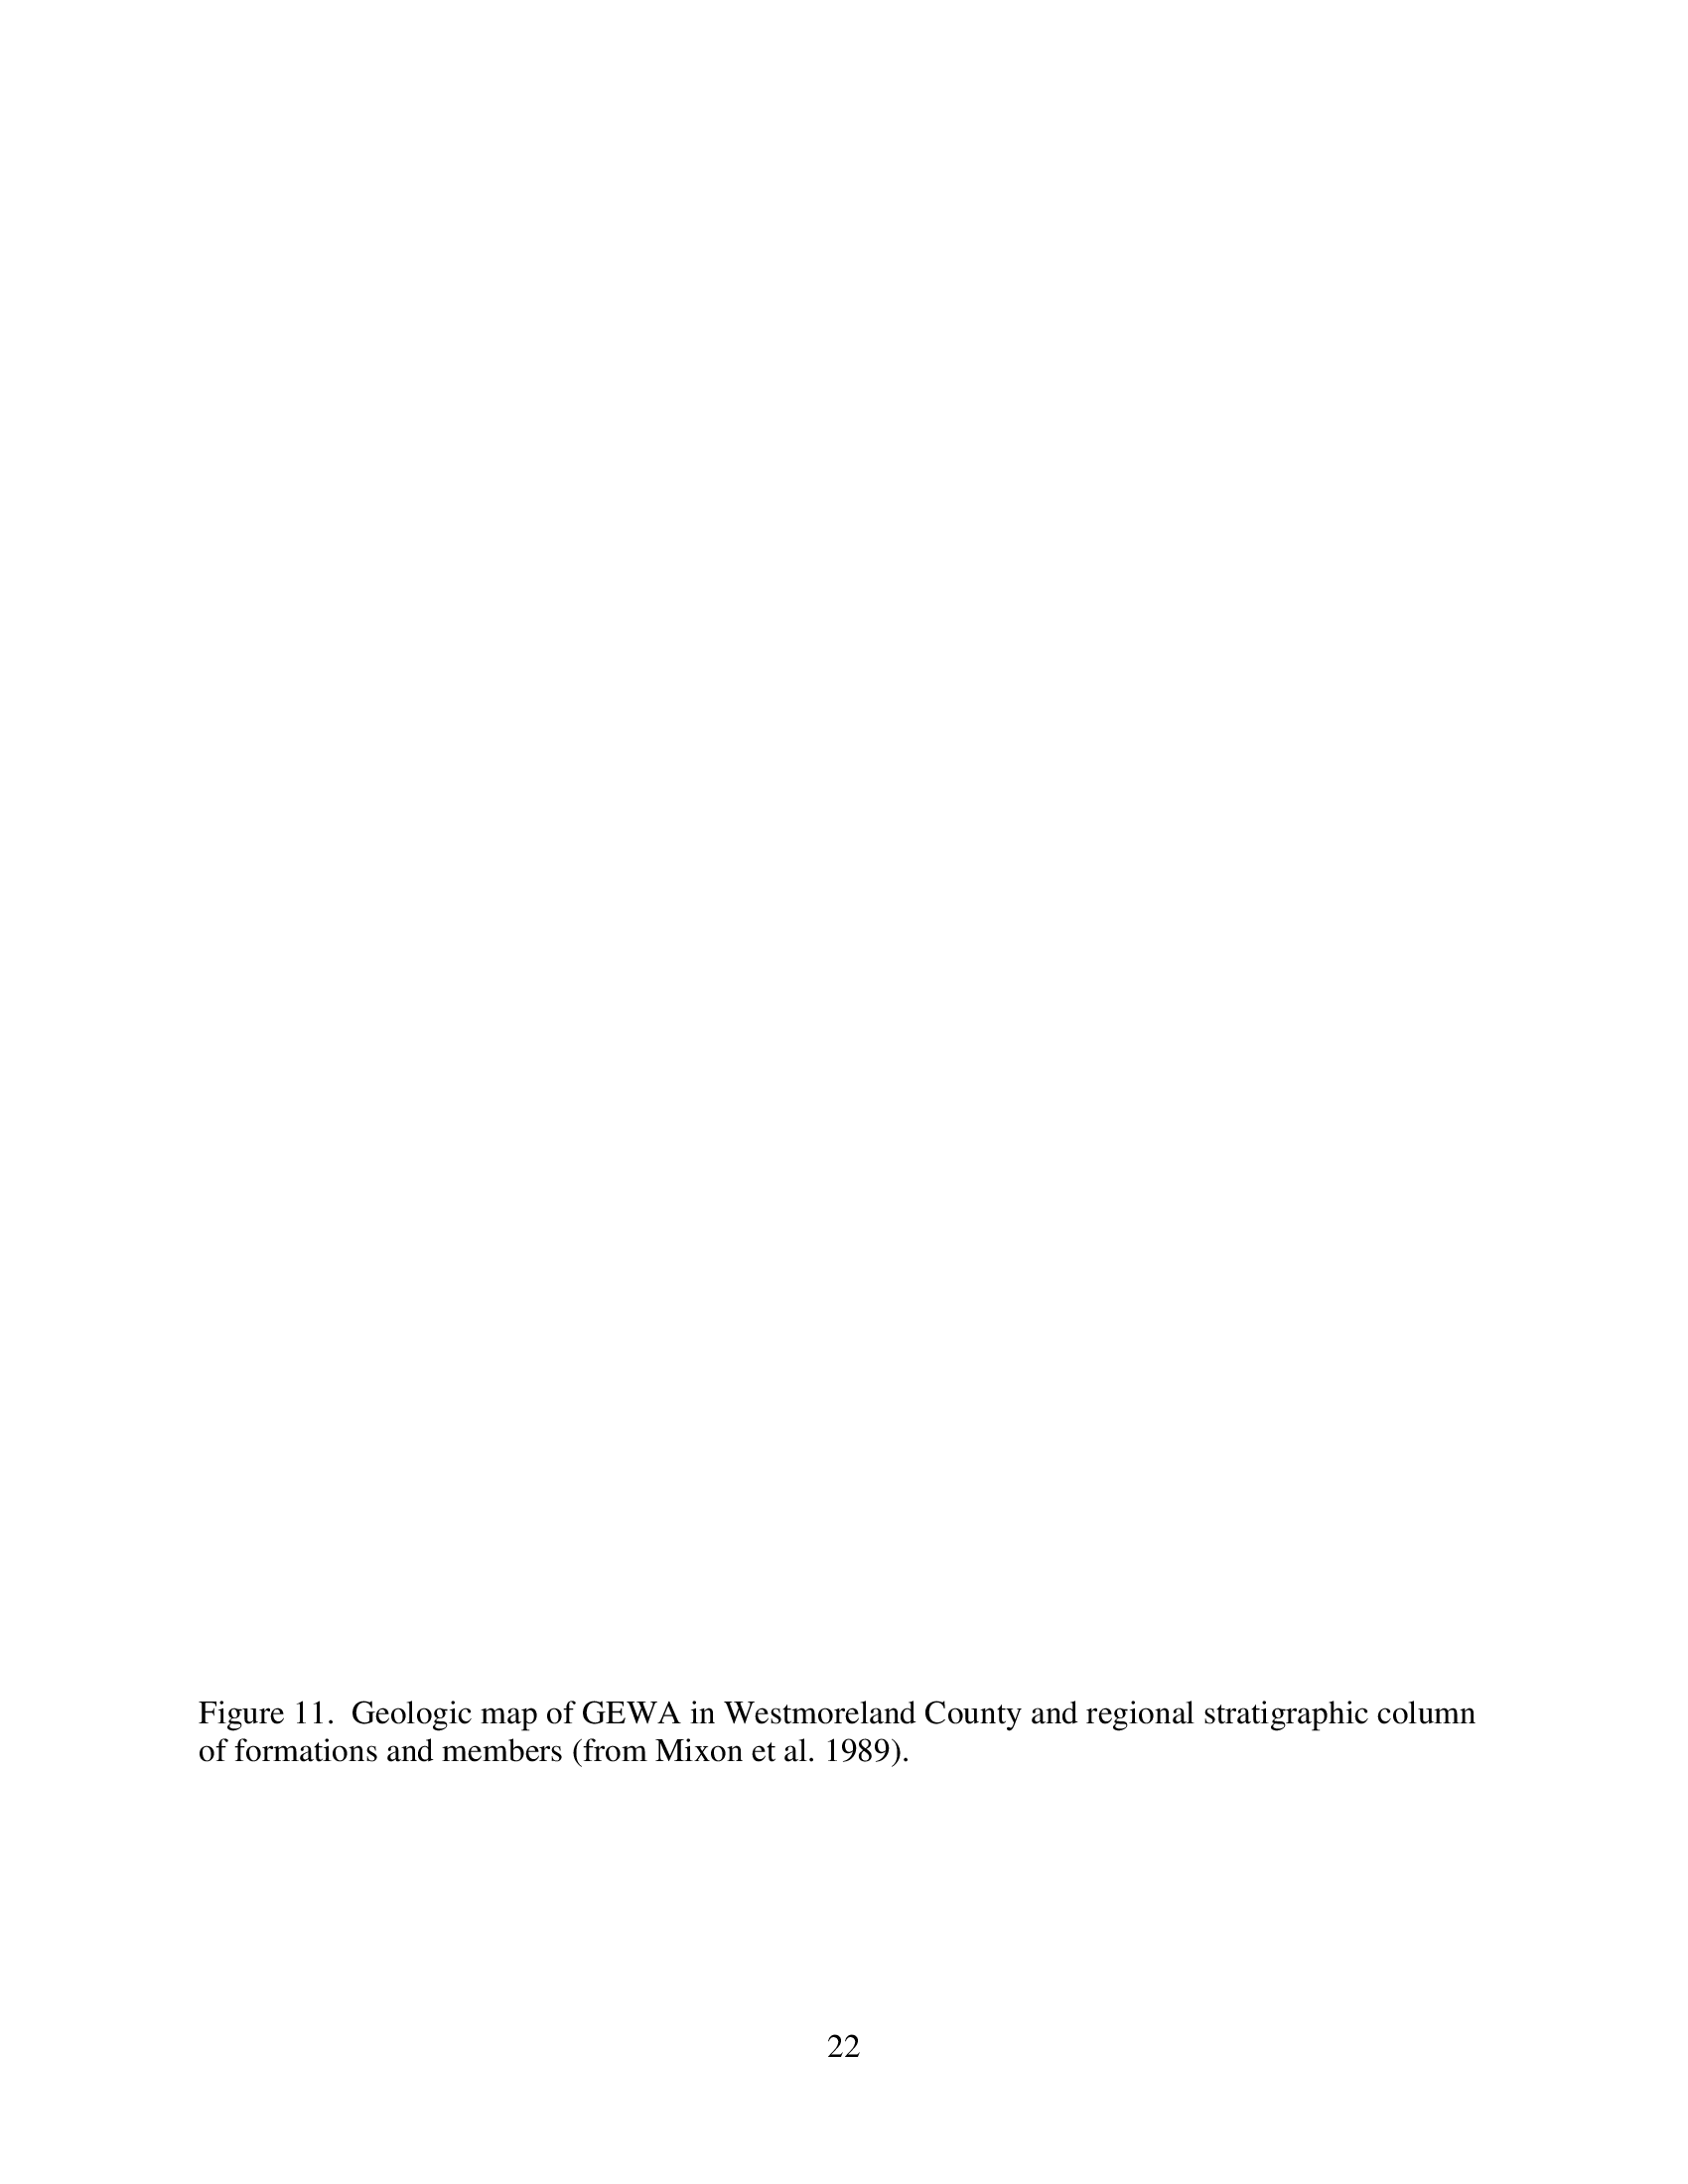 Figure 11.  Geologic map of GEWA in Westmoreland County and regional stratigraphic column
of formations and members (from Mixon et al. 1989).
22